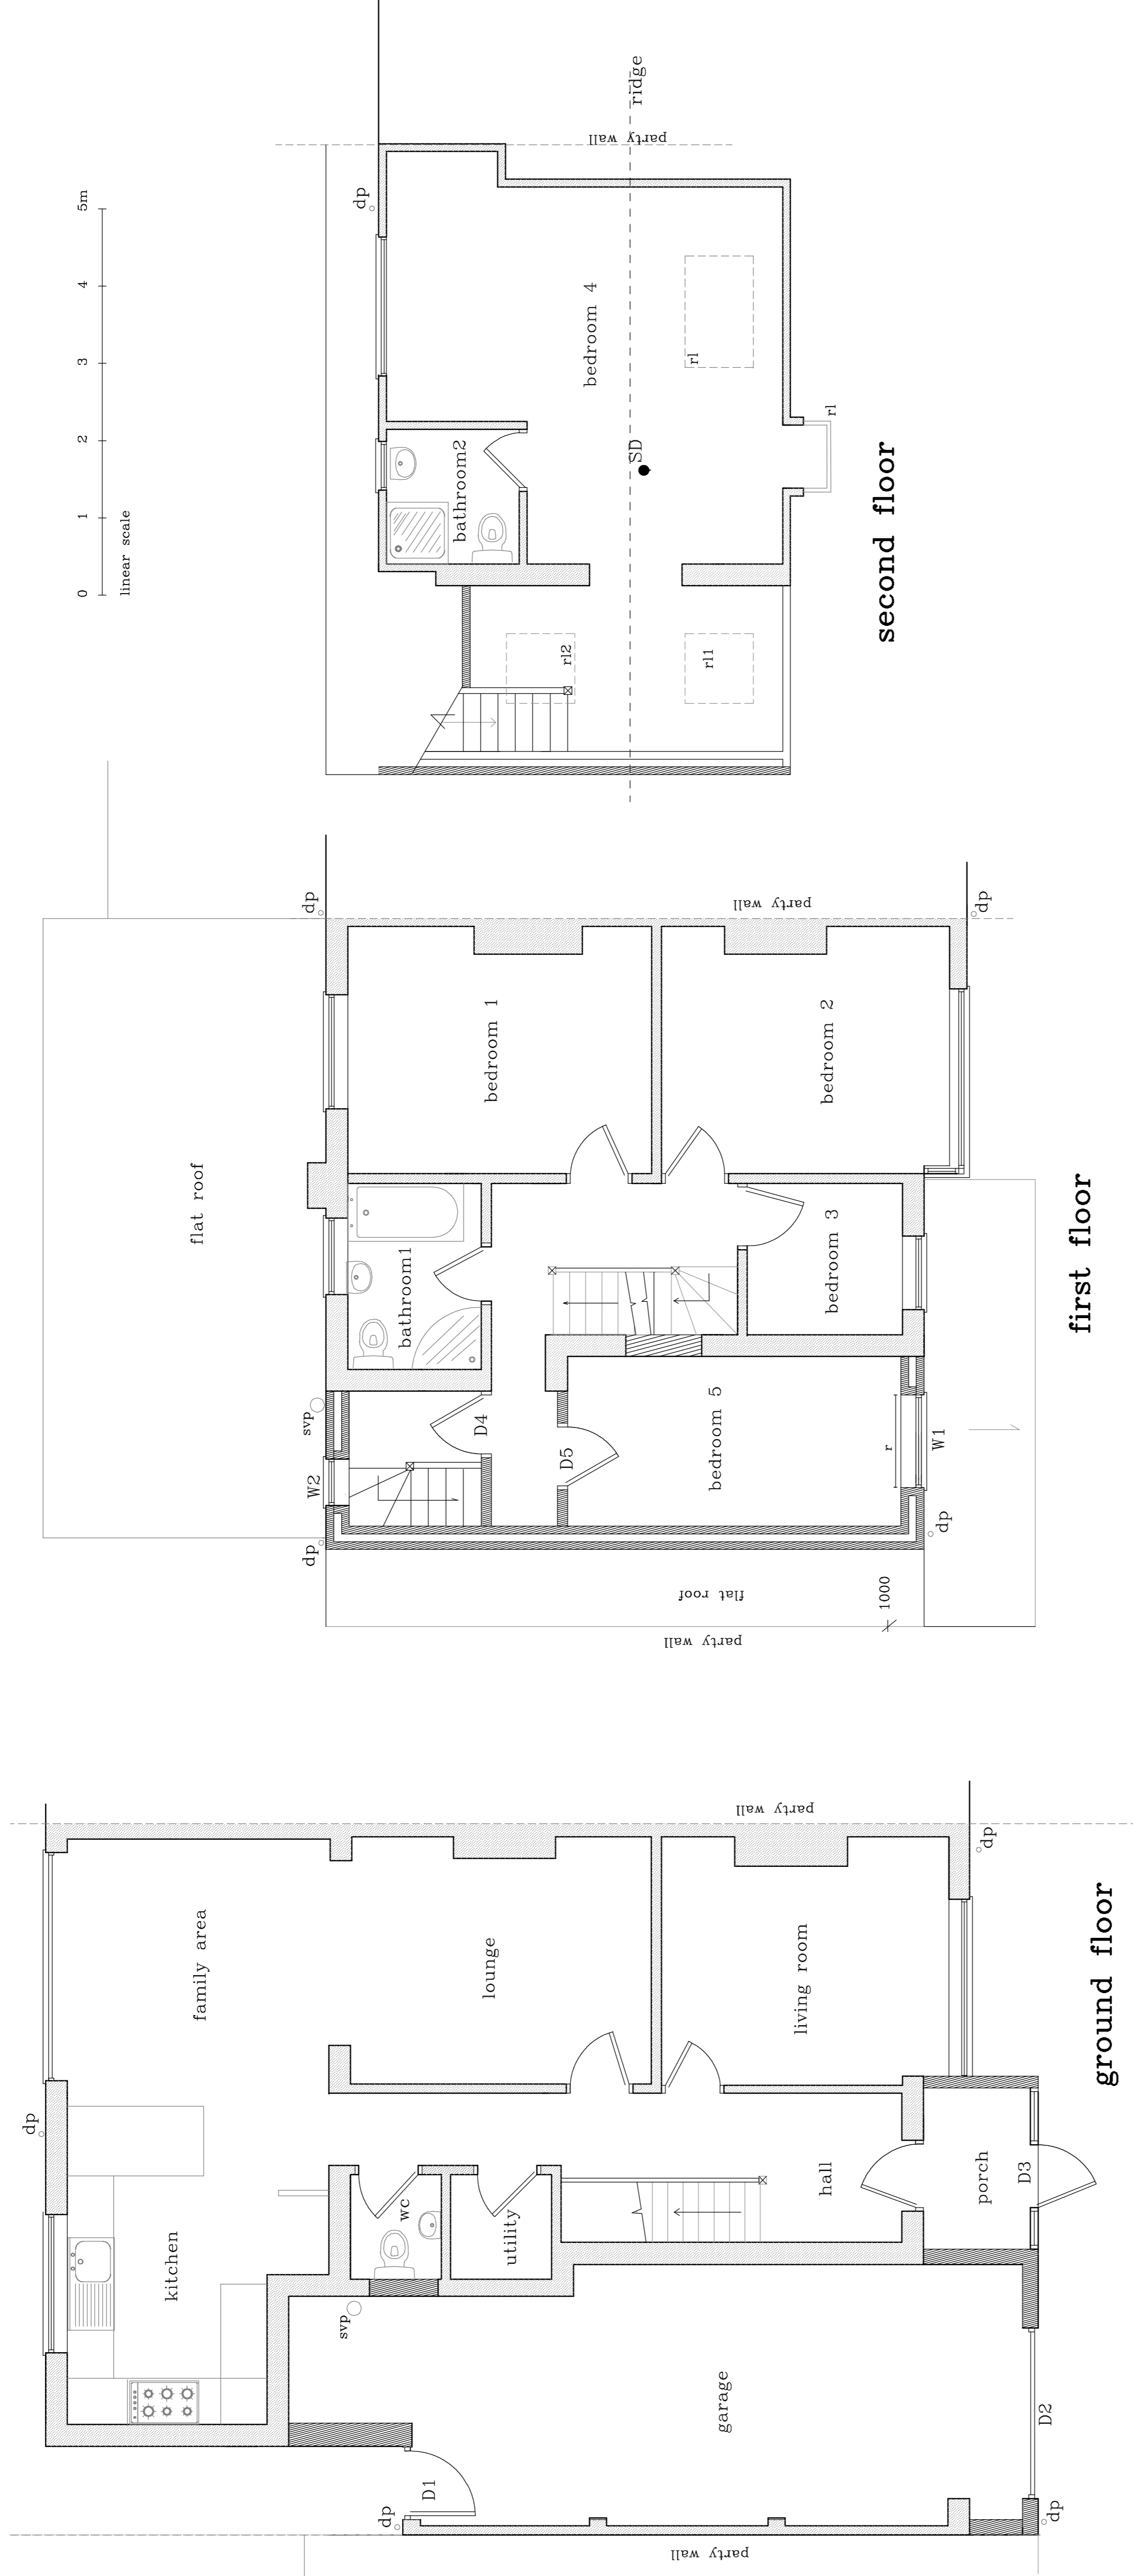 ground floor
family area
lounge
living room
dp
kitchen
wc
utility
hall
porch
D3
svp
garage
D1
D2
dp
dp
dp
party wall
party wall
first floor
flat roof
bedroom 1
bedroom 2
bathroom1
bedroom 3
bedroom 5
svp
W2
D4
D5
r
W1
dp
dp
dp
dp
flat roof
1000
party wall
party wall
second floor
bedroom 4
bathroom2
SD
rl
rl
rl2
rl1
dp
ridge
party wall
0 1 2 3 4 5m
linear scale